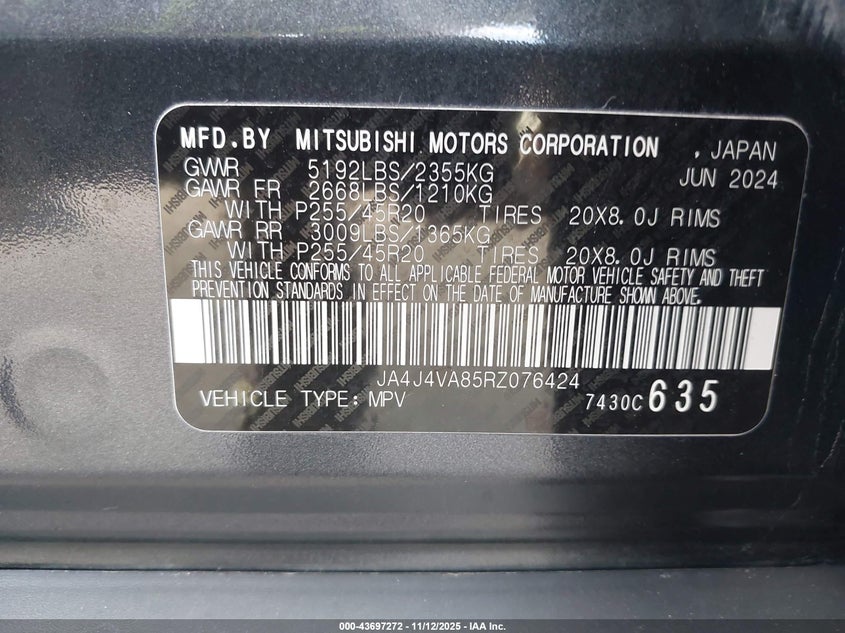 MFD.BY MITSUBISHI MOTORS CORPORATION , JAPAN
GVWR 5192LBS/2355KG JUN 2024
GAWR FR 2668LBS/1210KG
WITH P255/45R20 TIRES 20X8.0J RIMS
GAWR RR 3009LBS/1365KG
WITH P255/45R20 TIRES 20X8.0J RIMS
THIS VEHICLE CONFORMS TO ALL APPLICABLE FEDERAL MOTOR VEHICLE SAFETY AND THEFT
PREVENTION STANDARDS IN EFFECT ON THE DATE OF MANUFACTURE SHOWN ABOVE.
JA4J4VA85RZ076424
VEHICLE TYPE: MPV 7430C 635
000-43697272 - 11/12/2025 - IAA Inc.